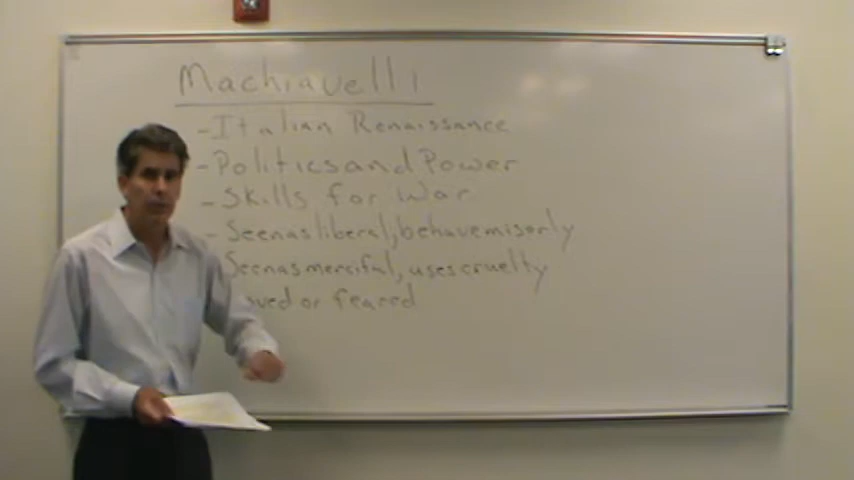 Machiavelli
- Italian Renaissance
- Politics and Power
- Skills for War
- Seen as liberal, behave miserly
Seen as merciful, uses cruelty
oved or feared